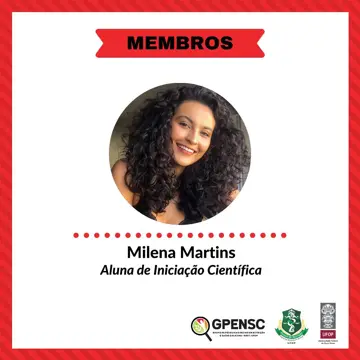 MEMBROS
Milena Martins
Aluna de Iniciação Científica
GPENSC
UFOP